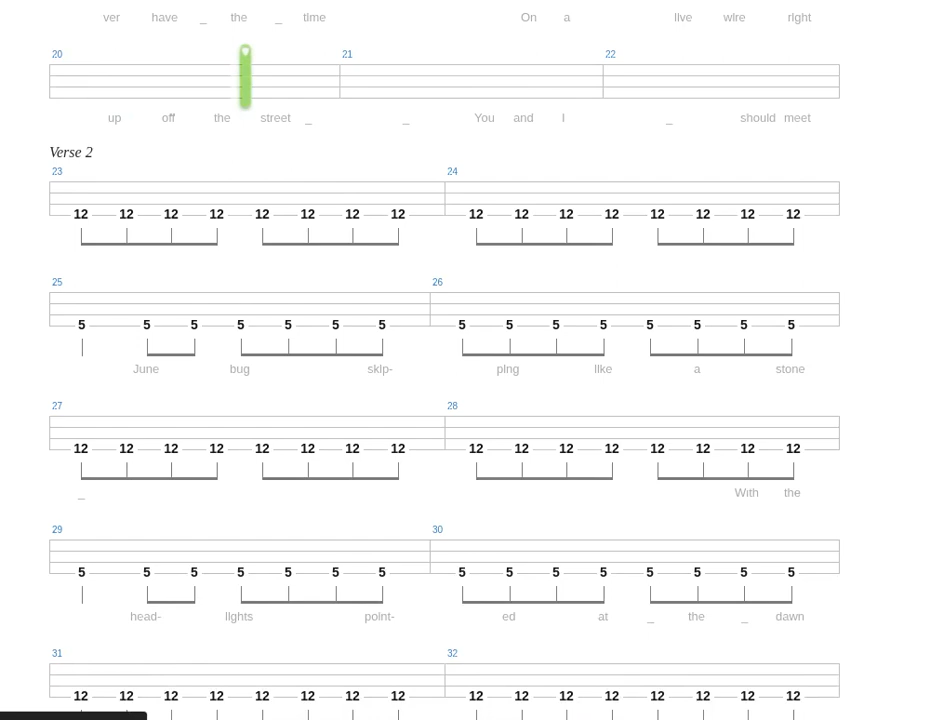 ver have _ the _ time On a live wire right
20 21 22
up off the street _ _ You and I _ should meet
Verse 2
23 24
12 12 12 12 12 12 12 12 12 12 12 12 12 12 12 12
25 26
5 5 5 5 5 5 5 5 5 5 5 5 5 5 5
June bug skip- ping like a stone
27 28
12 12 12 12 12 12 12 12 12 12 12 12 12 12 12 12
_ With the
29 30
5 5 5 5 5 5 5 5 5 5 5 5 5 5 5
head- lights point- ed at _ the _ dawn
31 32
12 12 12 12 12 12 12 12 12 12 12 12 12 12 12 12